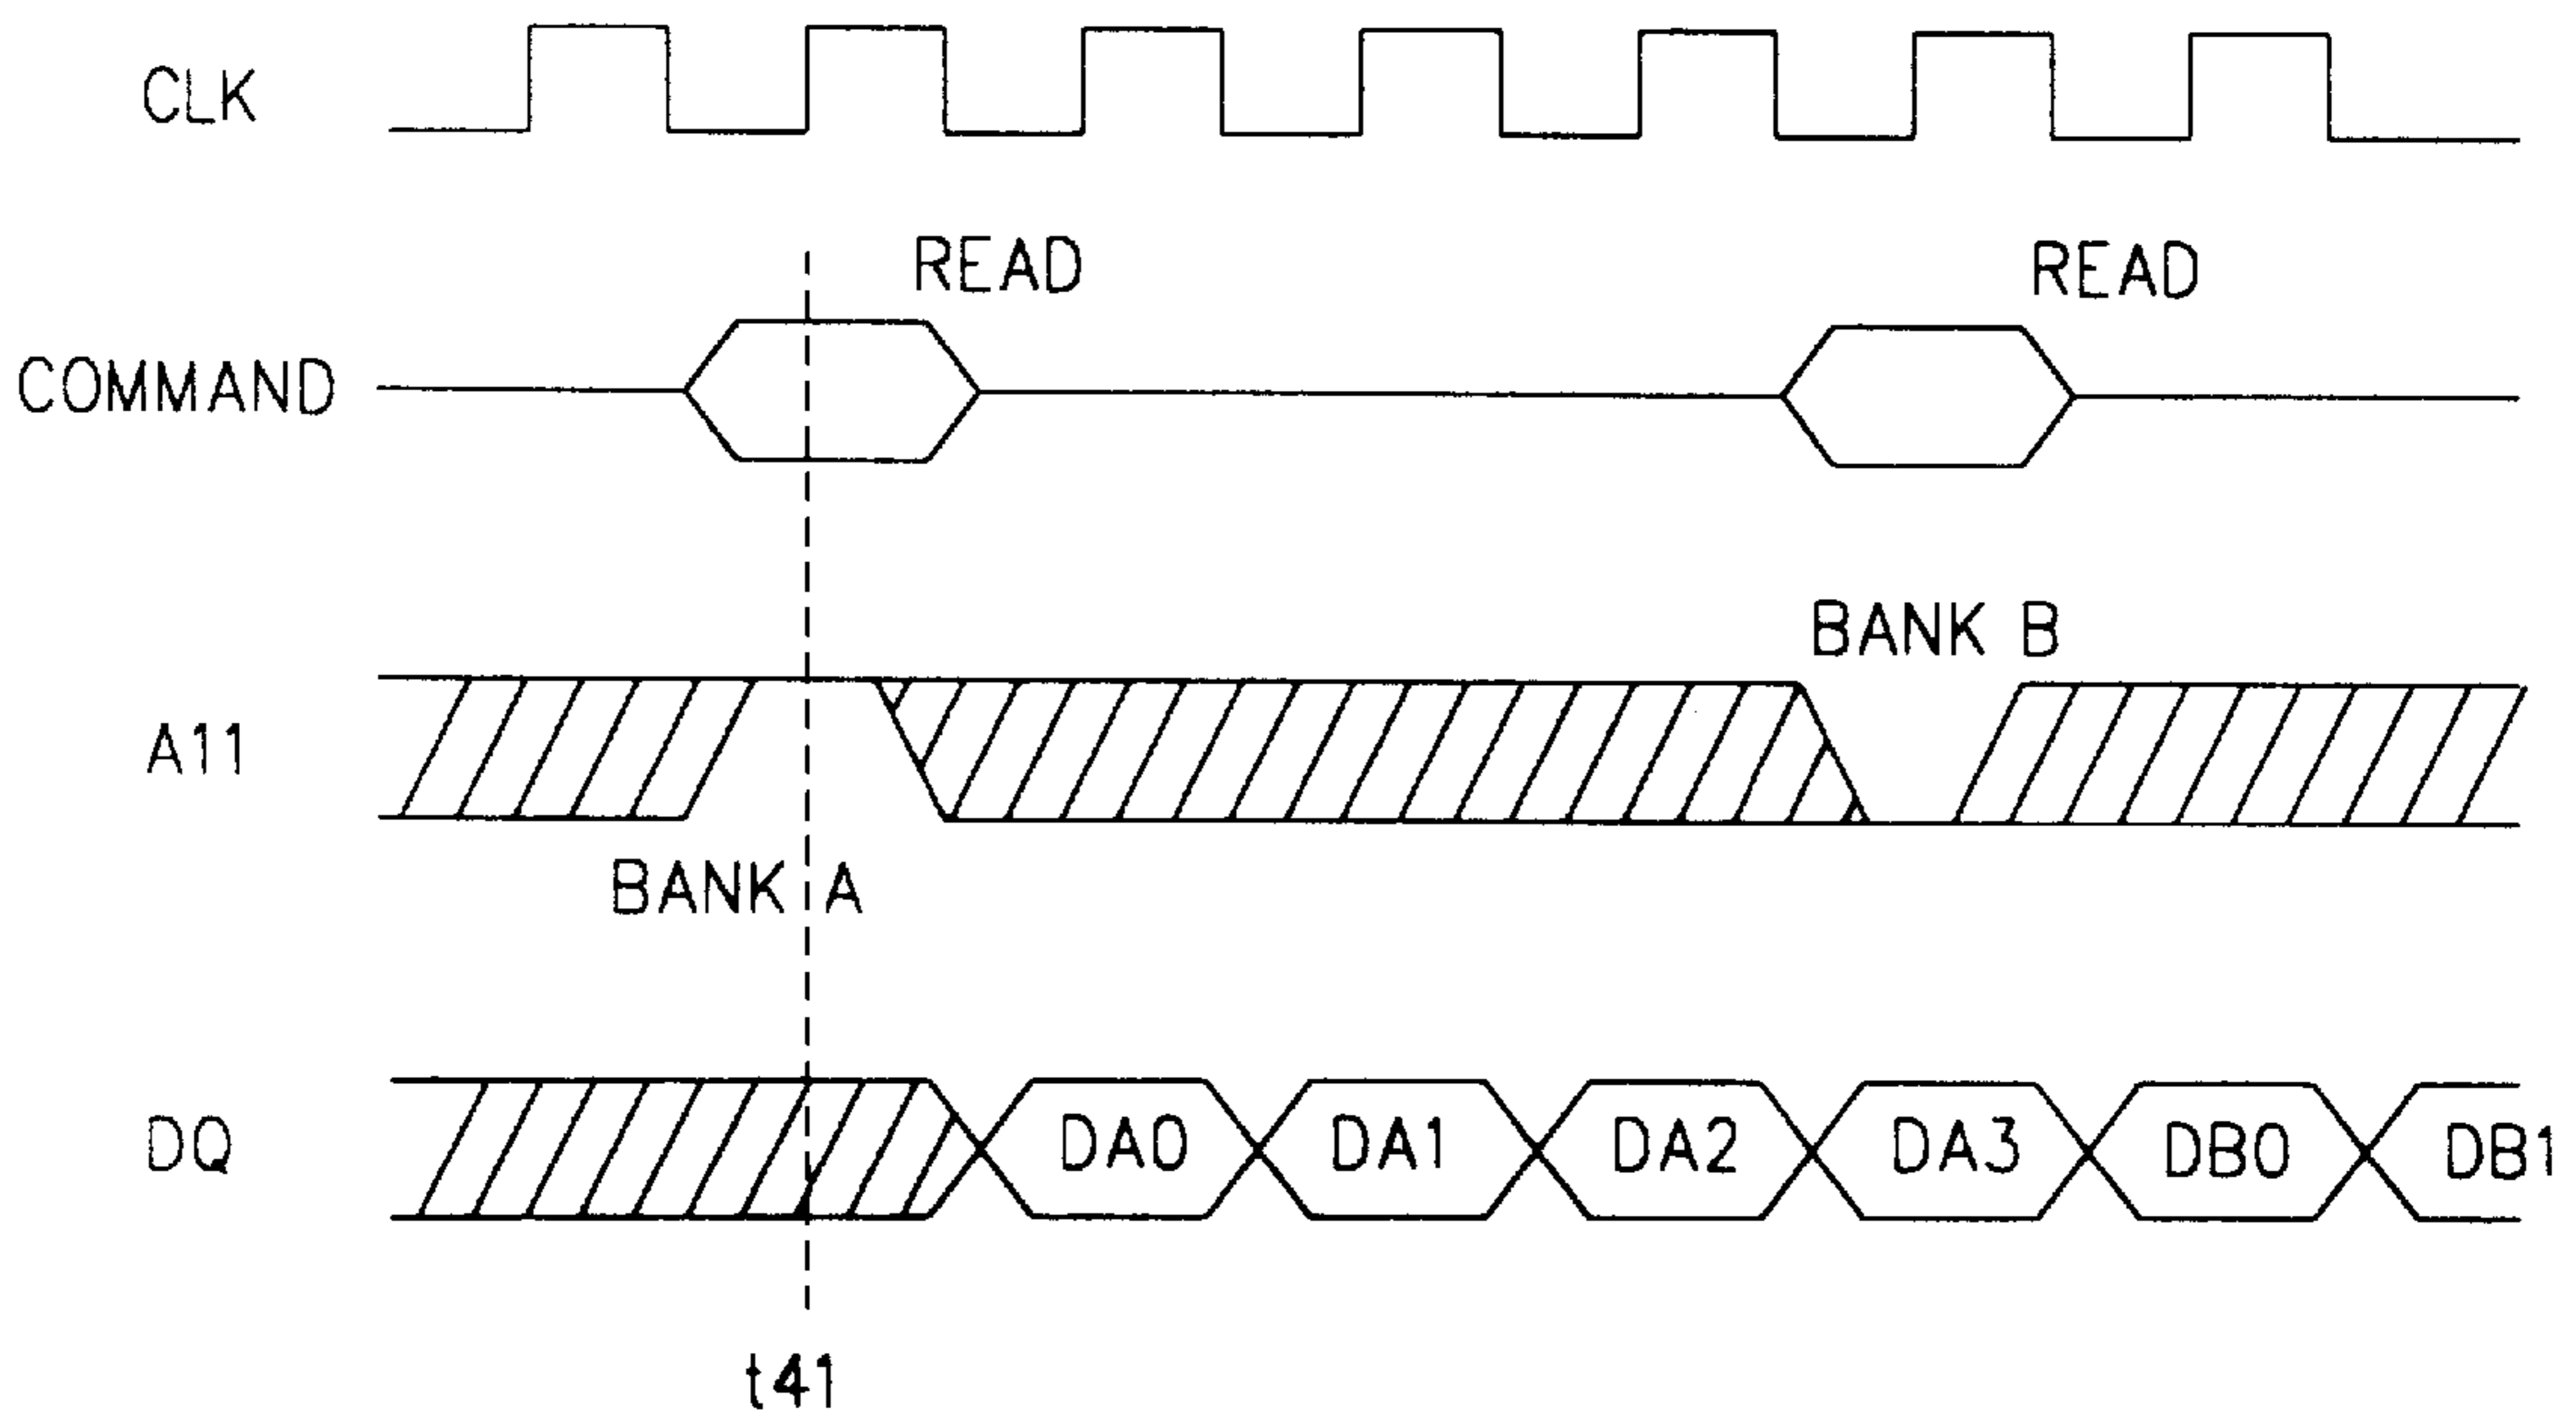 CLK
READ
READ
COMMAND
BANK B
A11
BANK A
DQ
DA0
DA1
DA2
DA3
DB0
DB1
t41